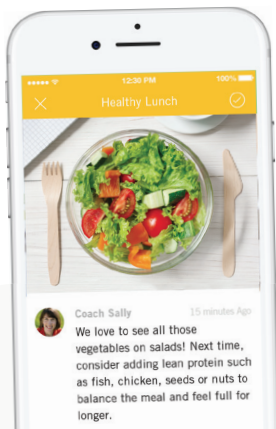 12:30 PM
100%
Healthy Lunch
Coach Sally
15 minutes Ago
We love to see all those
vegetables on salads! Next time,
consider adding lean protein such
as fish, chicken, seeds or nuts to
balance the meal and feel full for
longer.